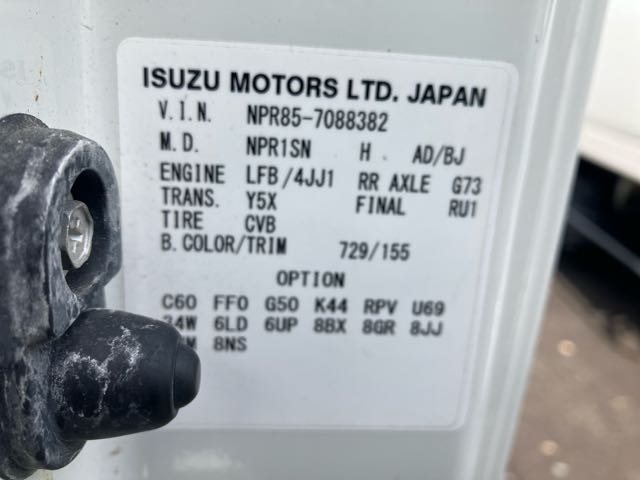 ISUZU MOTORS LTD. JAPAN
V.I.N. NPR85-7088382
M.D. NPR1SN H. AD/BJ
ENGINE LFB/4JJ1 RR AXLE G73
TRANS. Y5X FINAL RU1
TIRE CVB
B.COLOR/TRIM 729/155
OPTION
C60 FF0 G50 K44 RPV U69
6LD 6UP 8BX 8GR 8JJ
8NS